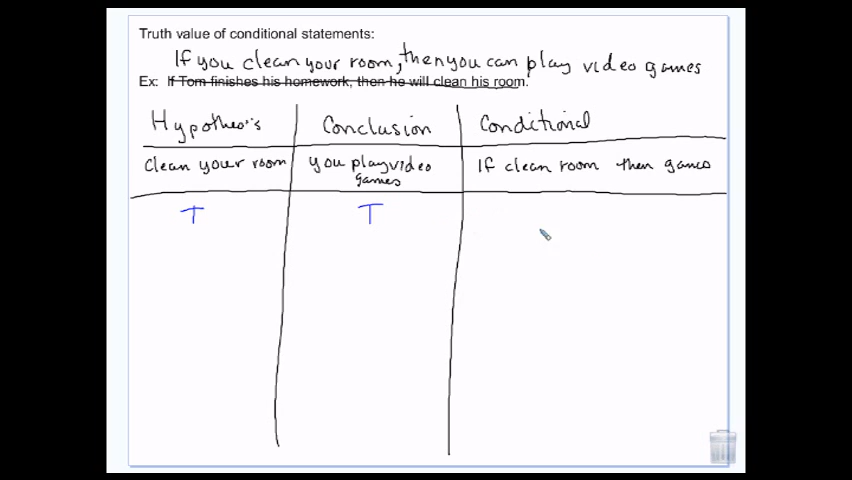 Truth value of conditional statements:
If you clean your room, then you can play video games
Ex: If Tom finishes his homework, then he will clean his room.
Hypothesis Conclusion Conditional
clean your room you play video games If clean room then games
T T